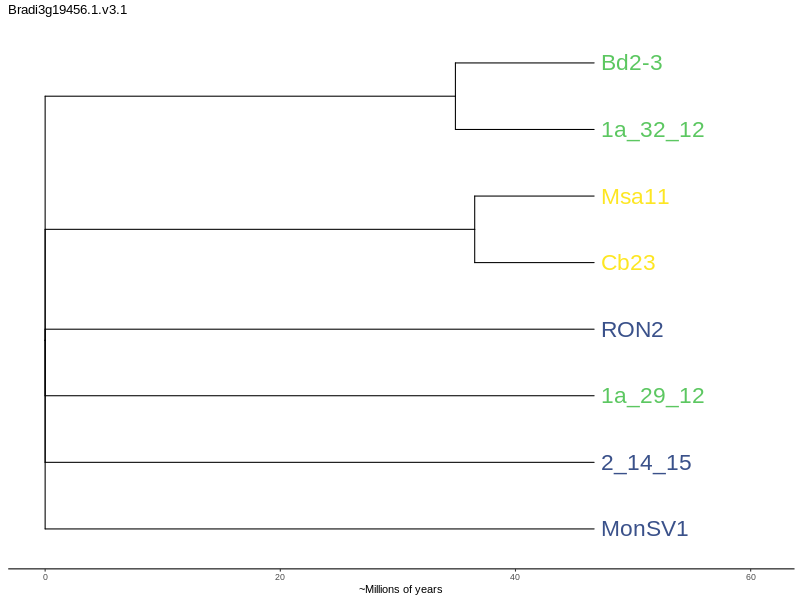 Bradi3g19456.1.v3.1
Bd2-3
1a_32_12
Msa11
Cb23
RON2
1a_29_12
2_14_15
MonSV1
0 20 40 60
~Millions of years